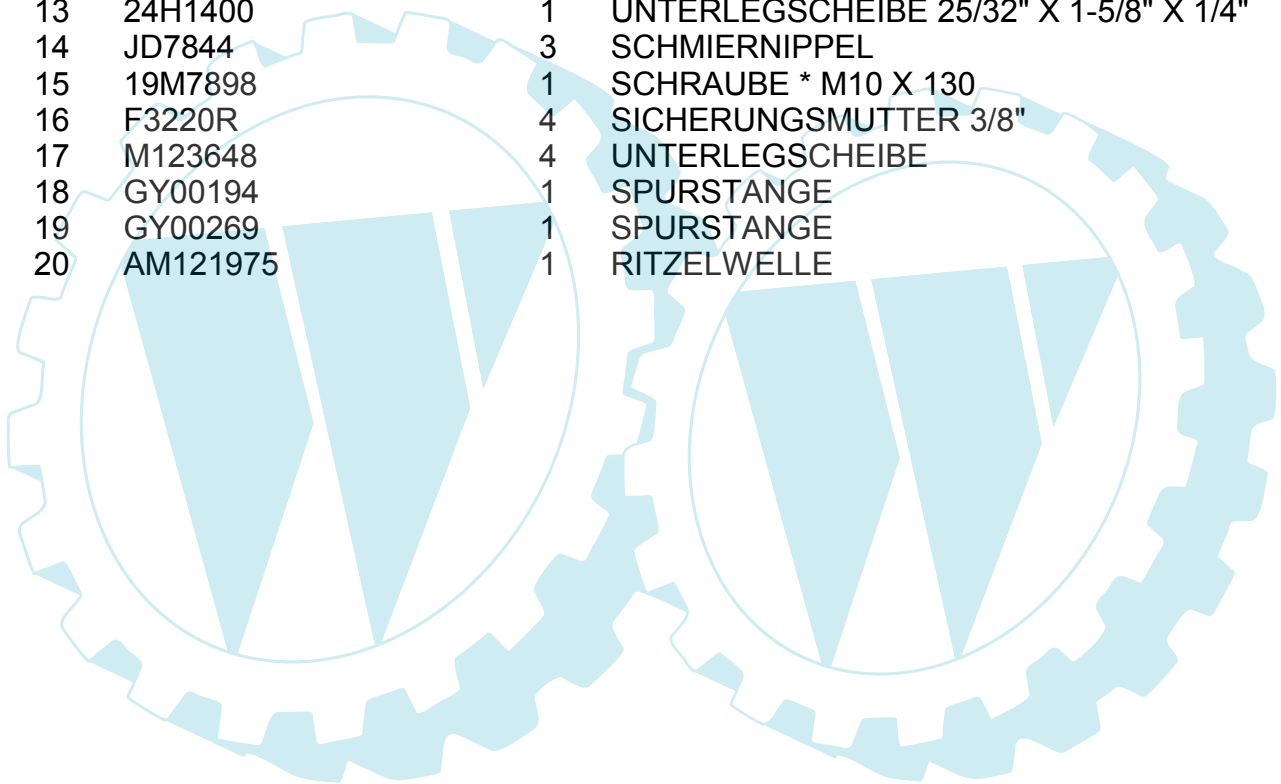 13 24H1400 1 UNTERLEGSCHEIBE 25/32" X 1-5/8" X 1/4"
14 JD7844 3 SCHMIERNIPPEL
15 19M7898 1 SCHRAUBE * M10 X 130
16 F3220R 4 SICHERUNGSMUTTER 3/8"
17 M123648 4 UNTERLEGSCHEIBE
18 GY00194 1 SPURSTANGE
19 GY00269 1 SPURSTANGE
20 AM121975 1 RITZELWELLE